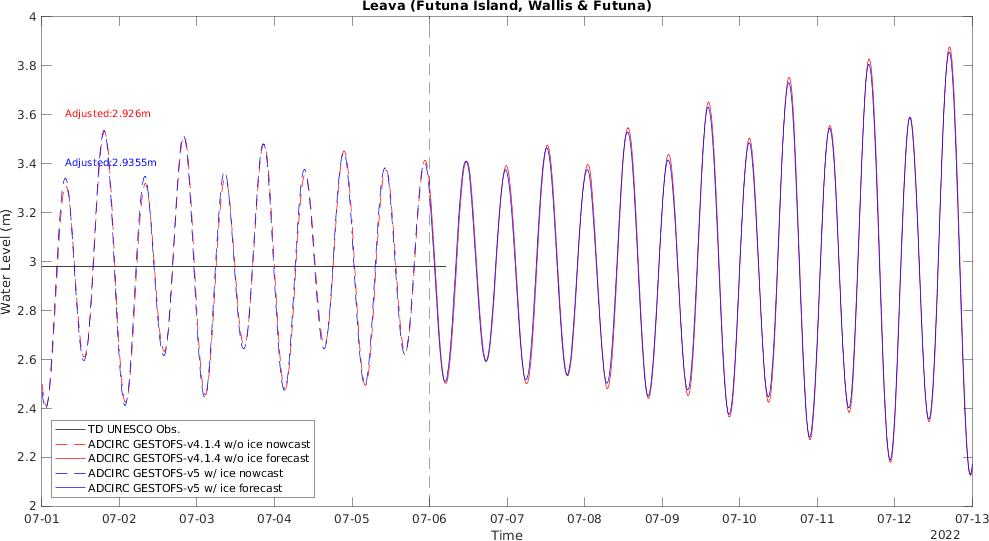 Leava (Futuna Island, Wallis & Futuna)
4
3.8
3.6
3.4
3.2
3
2.8
2.6
2.4
2.2
2
Water Level (m)
Adjusted:2.926m
Adjusted:2.9355m
TD UNESCO Obs.
ADCIRC GESTOFS-v4.1.4 w/o ice nowcast
ADCIRC GESTOFS-v4.1.4 w/o ice forecast
ADCIRC GESTOFS-v5 w/ ice nowcast
ADCIRC GESTOFS-v5 w/ ice forecast
07-01 07-02 07-03 07-04 07-05 07-06 07-07 07-08 07-09 07-10 07-11 07-12 07-13
Time
2022